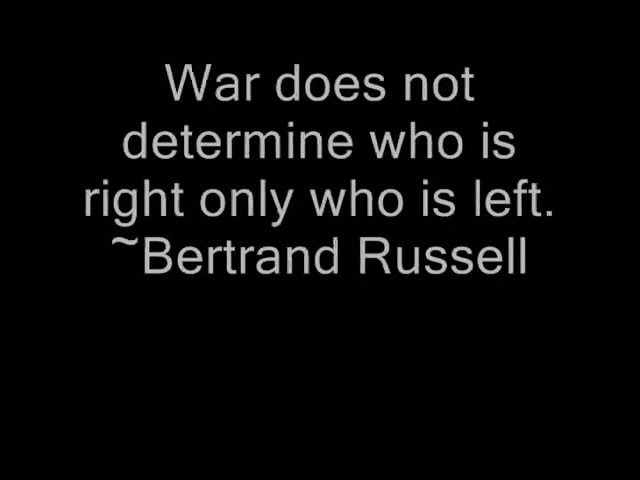 War does not
determine who is
right only who is left.
~Bertrand Russell